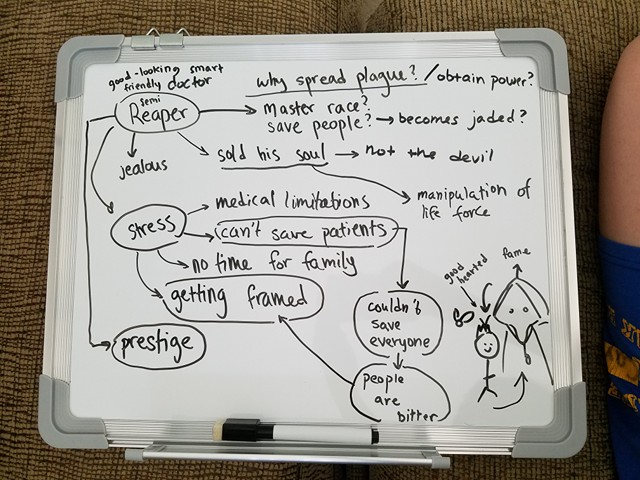 good-looking smart
friendly doctor
why spread plague? / obtain power?
semi
Reaper
Master race?
save people? → becomes jaded?
jealous
sold his soul → not the devil
manipulation of
life force
stress
medical limitations
can't save patients
no time for family
getting framed
prestige
couldn't
save
everyone
people
are
bitter
good
hearted
fame